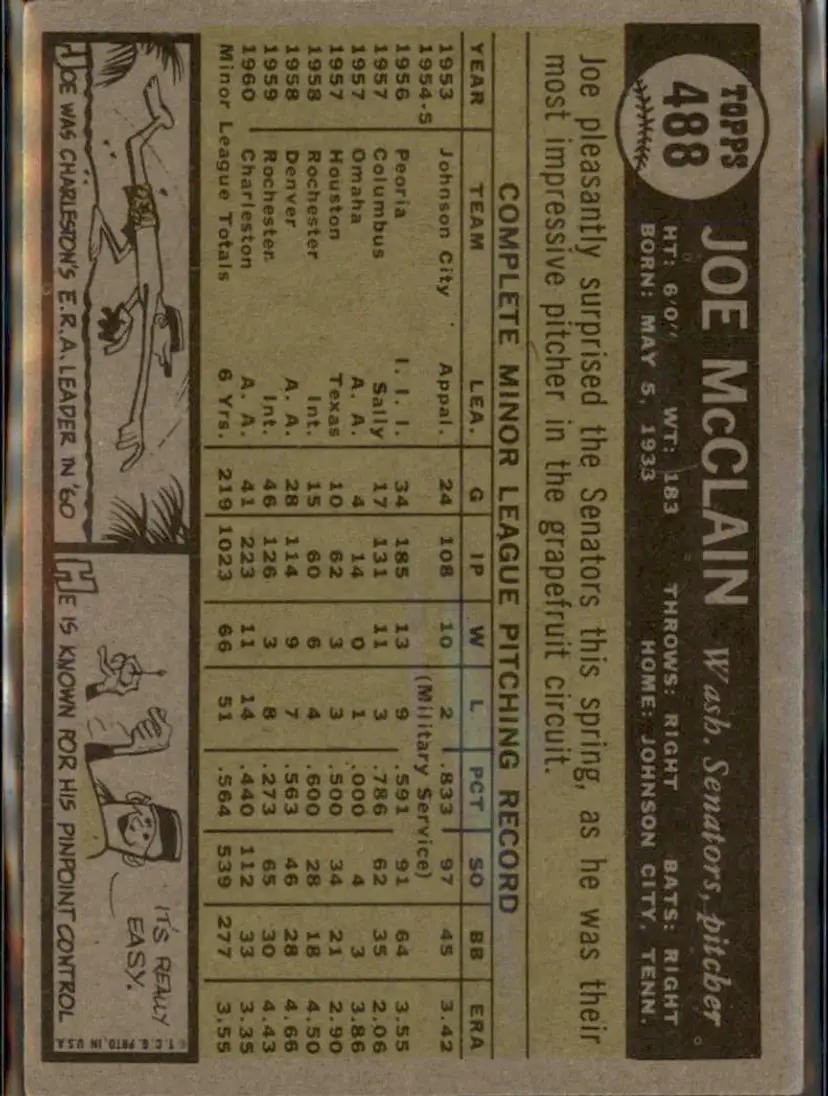 TOPPS
488
JOE McCLAIN Wash. Senators, pitcher
HT: 6'0" WT: 183 THROWS: RIGHT BATS: RIGHT
BORN: MAY 5, 1933 HOME: JOHNSON CITY, TENN.
Joe pleasantly surprised the Senators this spring, as he was their
most impressive pitcher in the grapefruit circuit.
COMPLETE MINOR LEAGUE PITCHING RECORD
YEAR TEAM LEA. G IP W L PCT SO BB ERA
1953 Johnson City Appal. 24 108 10 2 .833 97 45 3.42
1954-5 (Military Service)
1956 Peoria I. I. I. 34 185 13 9 .591 91 64 3.55
1957 Columbus Sally 17 131 11 3 .786 62 35 2.06
1957 Omaha A. A. 4 14 0 1 .000 4 3 3.86
1957 Houston Texas 10 62 3 3 .500 34 21 2.90
1958 Rochester Int. 15 60 6 4 .600 28 18 4.50
1958 Denver A. A. 28 114 9 7 .563 46 28 4.66
1959 Rochester Int. 46 126 3 8 .273 65 30 4.43
1960 Charleston A. A. 41 223 11 14 .440 112 33 3.35
Minor League Totals 6 Yrs. 219 1023 66 51 .564 539 277 3.55
IT'S REALLY
EASY.
JOE WAS CHARLESTON'S E.R.A. LEADER IN '60
HE IS KNOWN FOR HIS PINPOINT CONTROL
© T.C.G. PRTD. IN U.S.A.